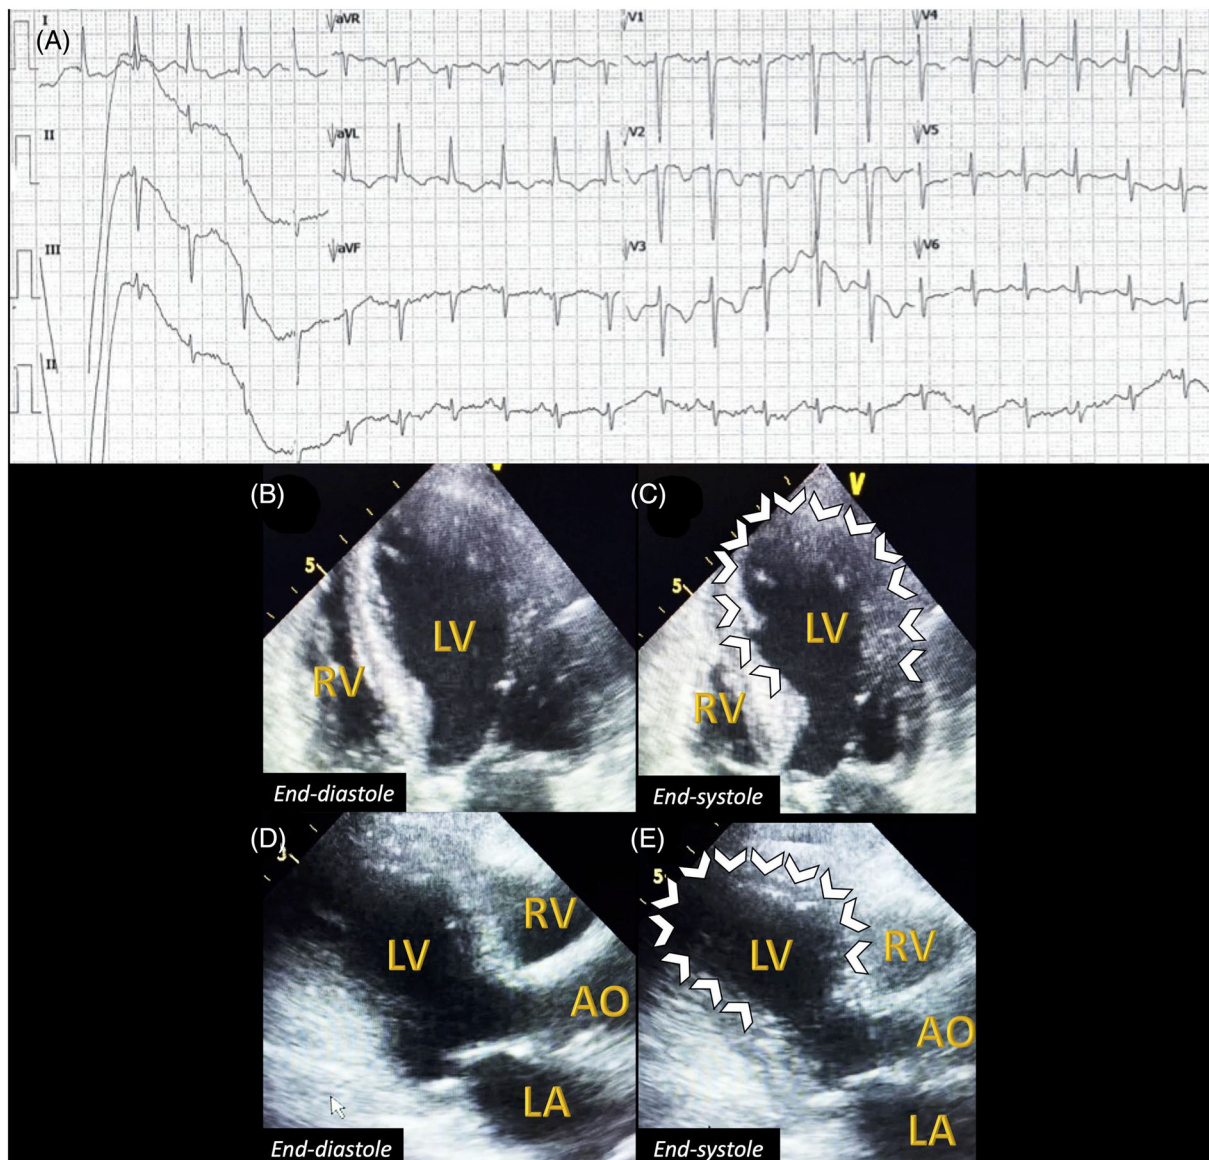 (A)
I
aVR
V1
V4
II
aVL
V2
V5
III
aVF
V3
V6
II
(B)
V
5
LV
RV
End-diastole
(C)
V
5
LV
RV
End-systole
(D)
5
RV
LV
AO
LA
End-diastole
(E)
5
LV
RV
AO
LA
End-systole